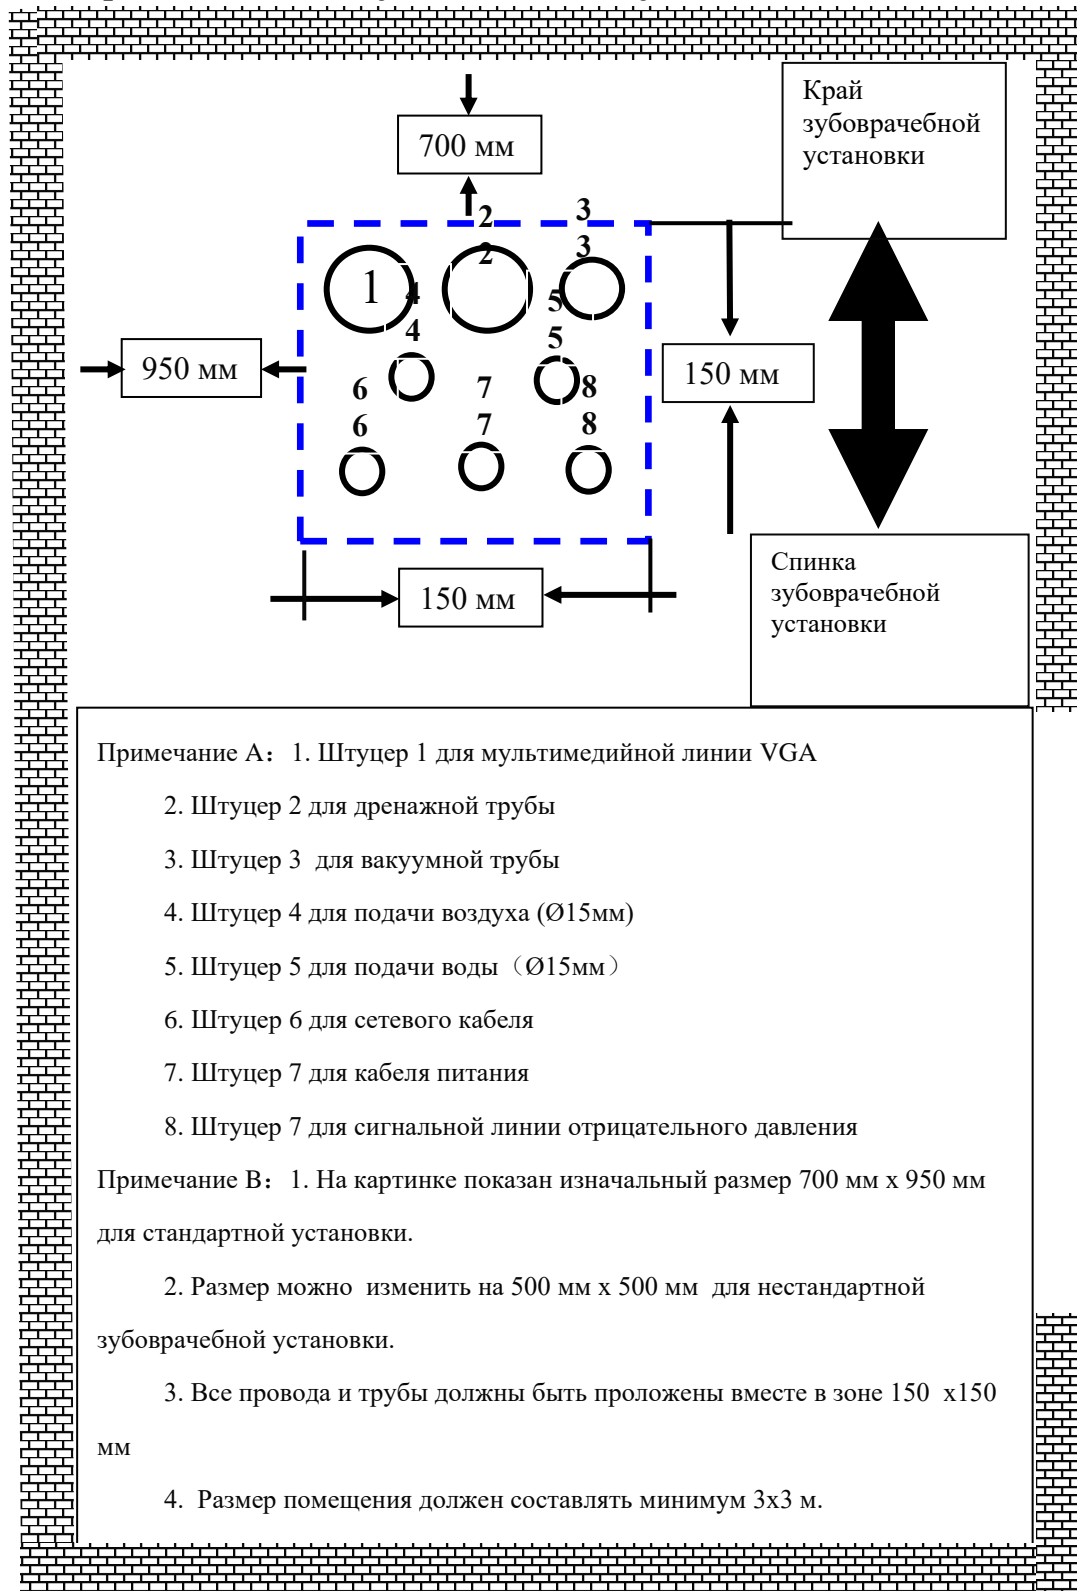 Край
зубоврачебной
установки
700 мм
2
3
2
3
1
4
5
4
5
950 мм
150 мм
6
7
8
6
7
8
150 мм
Спинка
зубоврачебной
установки
Примечание А： 1. Штуцер 1 для мультимедийной линии VGA
2. Штуцер 2 для дренажной трубы
3. Штуцер 3 для вакуумной трубы
4. Штуцер 4 для подачи воздуха (Ø15мм)
5. Штуцер 5 для подачи воды（Ø15мм）
6. Штуцер 6 для сетевого кабеля
7. Штуцер 7 для кабеля питания
8. Штуцер 7 для сигнальной линии отрицательного давления
Примечание В： 1. На картинке показан изначальный размер 700 мм х 950 мм
для стандартной установки.
2. Размер можно изменить на 500 мм х 500 мм для нестандартной
зубоврачебной установки.
3. Все провода и трубы должны быть проложены вместе в зоне 150 х150
мм
4. Размер помещения должен составлять минимум 3х3 м.